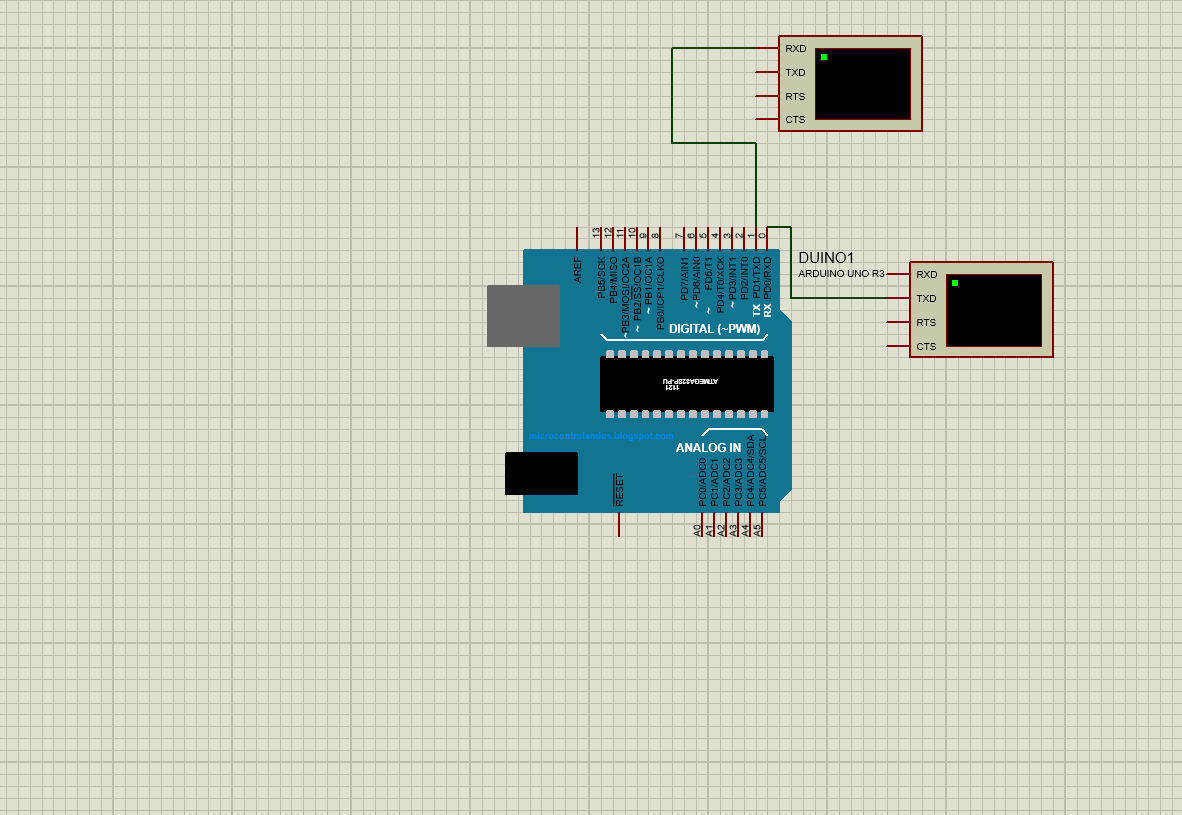 RXD
TXD
RTS
CTS
13
12
11
10
9
8
7
6
5
4
3
2
1
0
AREF
PB5/SCK
PB4/MISO
~PB3/MOSI/OC2A
~ PB2/SS/OC1B
~ PB1/OC1A
PB0/ICP1/CLKO
PD7/AIN1
~ PD6/AIN0
~ PD5/T1
PD4/T0/XCK
~ PD3/INT1
PD2/INT0
TX PD1/TXD
RX PD0/RXD
DUINO1
ARDUINO UNO R3
RXD
TXD
RTS
CTS
DIGITAL (~PWM)
ATMEGA328P-PU
1121
microcontrolandos.blogspot.com
ANALOG IN
RESET
PC0/ADC0
PC1/ADC1
PC2/ADC2
PC3/ADC3
PC4/ADC4/SDA
PC5/ADC5/SCL
A0
A1
A2
A3
A4
A5